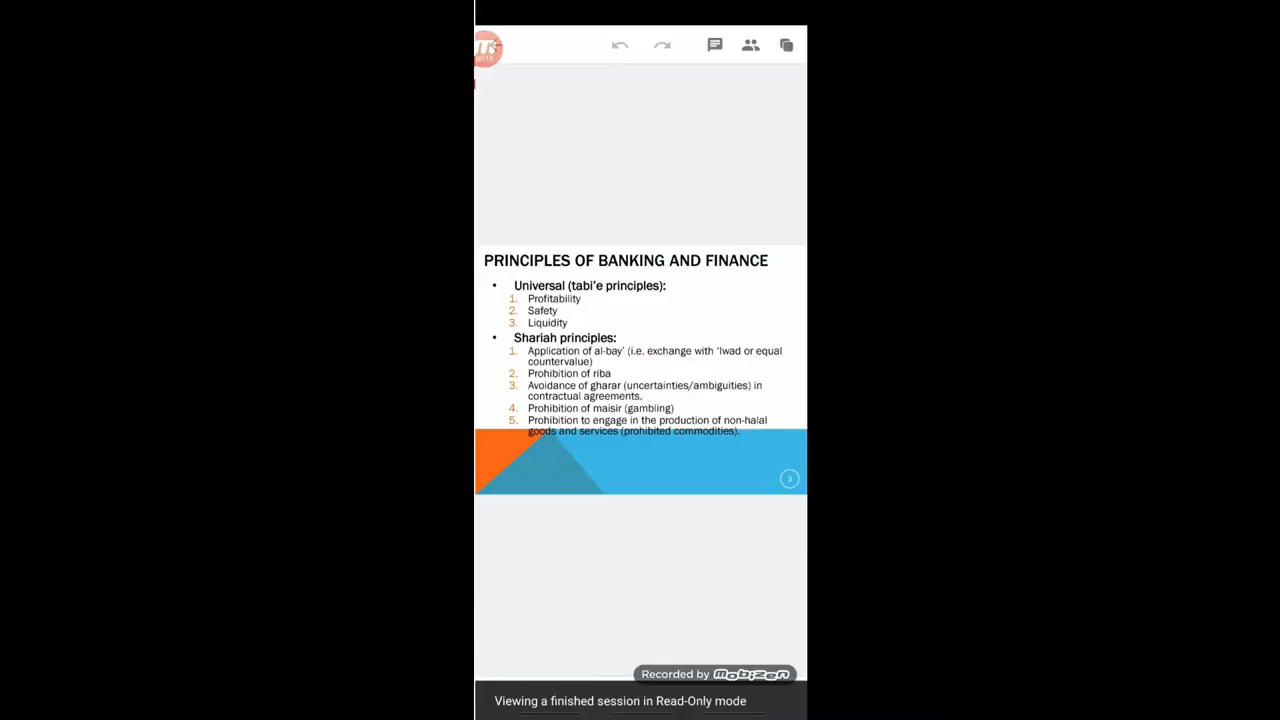 00:15
PRINCIPLES OF BANKING AND FINANCE
• Universal (tabi'e principles):
1. Profitability
2. Safety
3. Liquidity
• Shariah principles:
1. Application of al-bay' (i.e. exchange with 'Iwad or equal
countervalue)
2. Prohibition of riba
3. Avoidance of gharar (uncertainties/ambiguities) in
contractual agreements.
4. Prohibition of maisir (gambling)
5. Prohibition to engage in the production of non-halal
goods and services (prohibited commodities).
3
Recorded by mobizen
Viewing a finished session in Read-Only mode